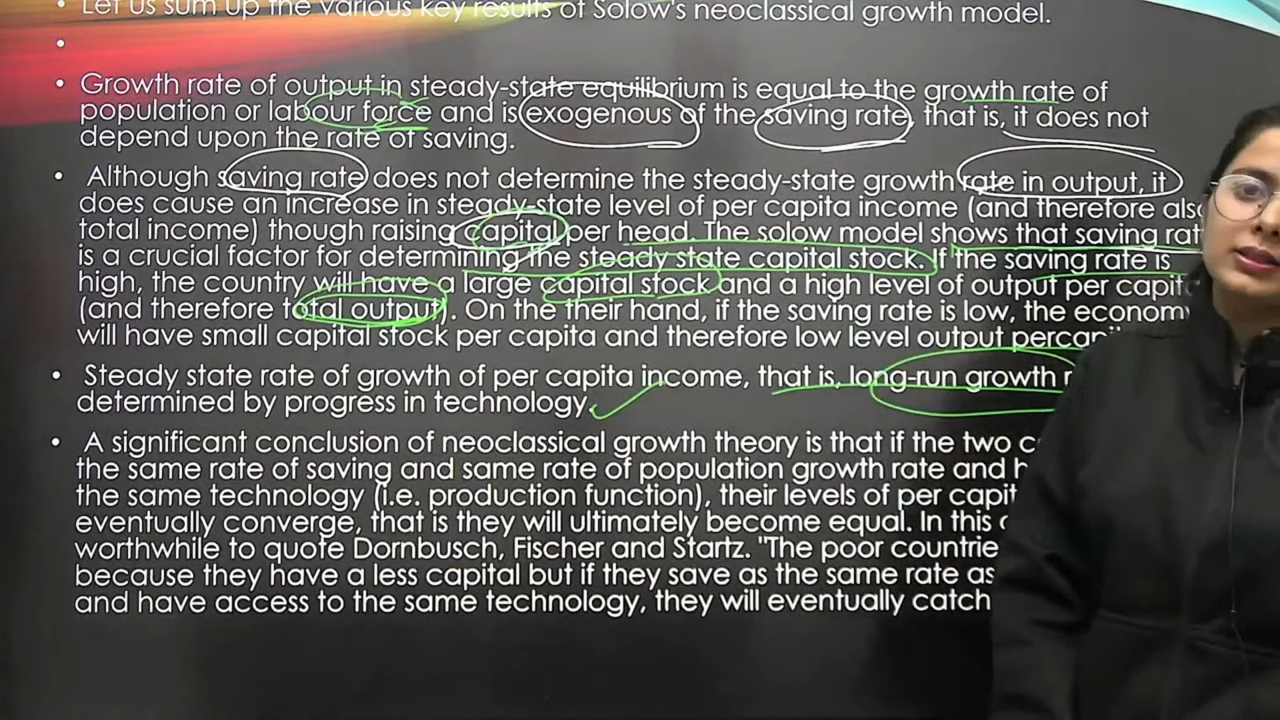 Let us sum up the various key results of Solow's neoclassical growth model.
Growth rate of output in steady-state equilibrium is equal to the growth rate of
population or labour force and is exogenous of the saving rate, that is, it does not
depend upon the rate of saving.
Although saving rate does not determine the steady-state growth rate in output, it
does cause an increase in steady-state level of per capita income (and therefore also
total income) though raising capital per head. The solow model shows that saving rat
is a crucial factor for determining the steady state capital stock. If the saving rate is
high, the country will have a large capital stock and a high level of output per capit
(and therefore total output). On the their hand, if the saving rate is low, the economy
will have small capital stock per capita and therefore low level output percapi
Steady state rate of growth of per capita income, that is, long-run growth r
determined by progress in technology.
A significant conclusion of neoclassical growth theory is that if the two c
the same rate of saving and same rate of population growth rate and h
the same technology (i.e. production function), their levels of per capit
eventually converge, that is they will ultimately become equal. In this c
worthwhile to quote Dornbusch, Fischer and Startz. "The poor countrie
because they have a less capital but if they save as the same rate as
and have access to the same technology, they will eventually catch